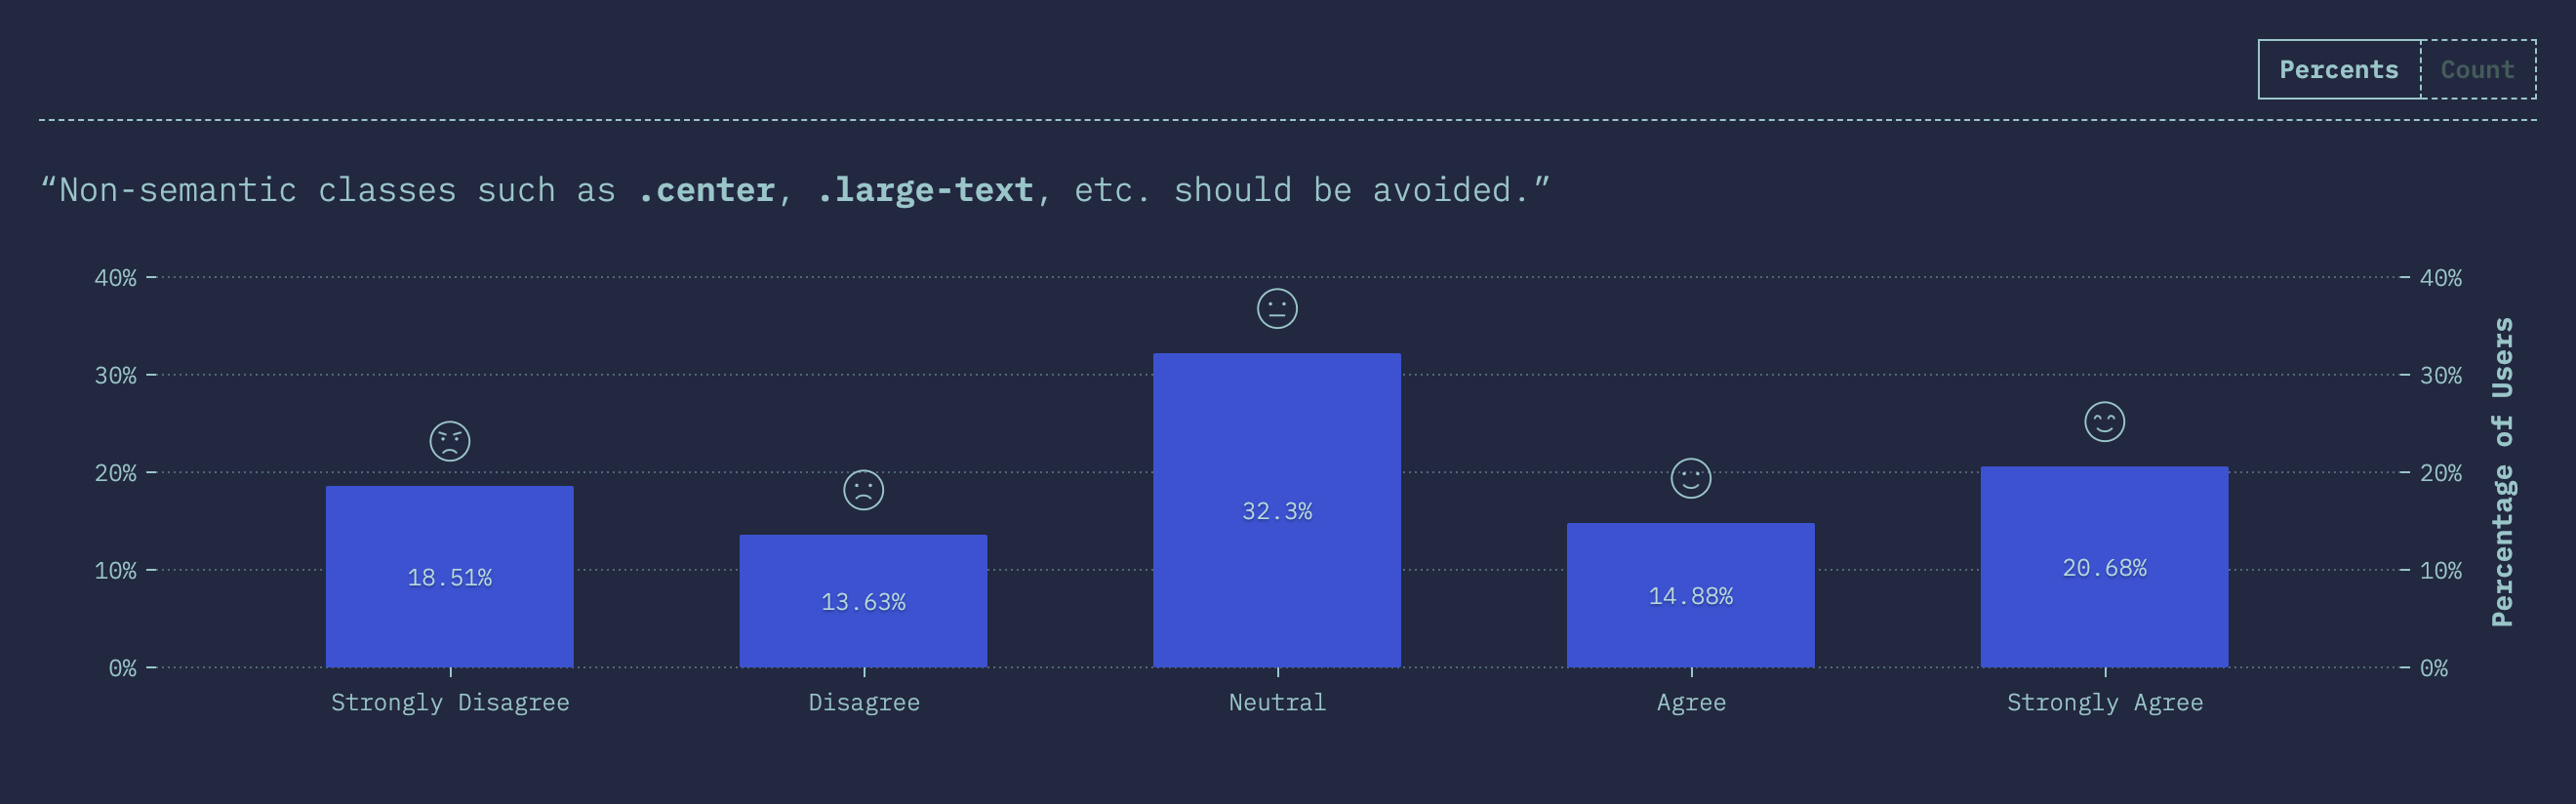 Percents Count
“Non-semantic classes such as .center, .large-text, etc. should be avoided.”
40% 40%
30% 30%
20% 20%
10% 10%
0% 0%
18.51% 13.63% 32.3% 14.88% 20.68%
Strongly Disagree Disagree Neutral Agree Strongly Agree
Percentage of Users